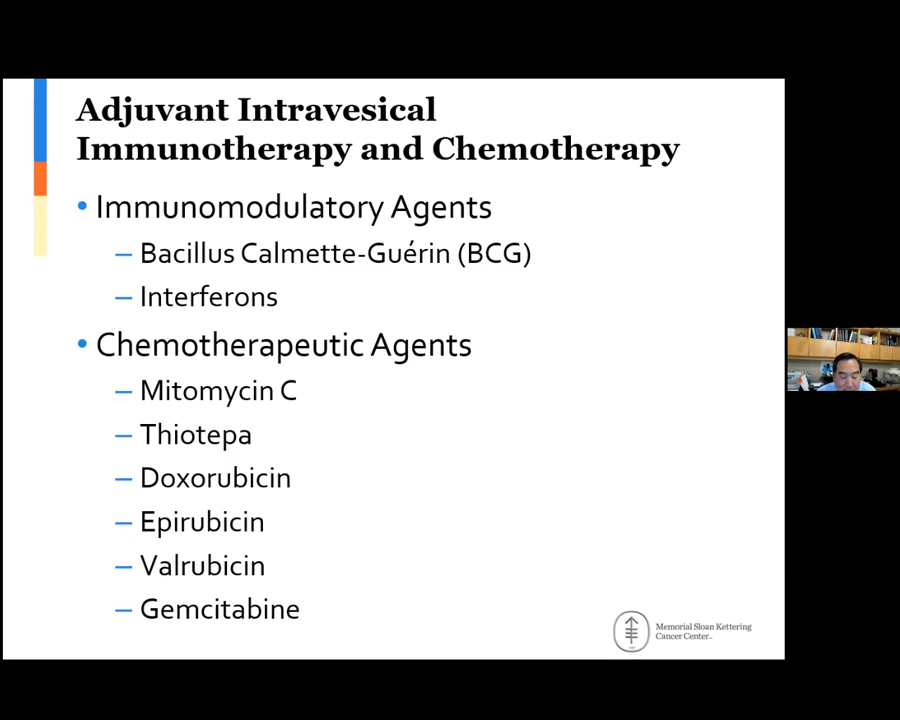 Adjuvant Intravesical
Immunotherapy and Chemotherapy
• Immunomodulatory Agents
– Bacillus Calmette-Guérin (BCG)
– Interferons
• Chemotherapeutic Agents
– Mitomycin C
– Thiotepa
– Doxorubicin
– Epirubicin
– Valrubicin
– Gemcitabine
Memorial Sloan Kettering
Cancer Center